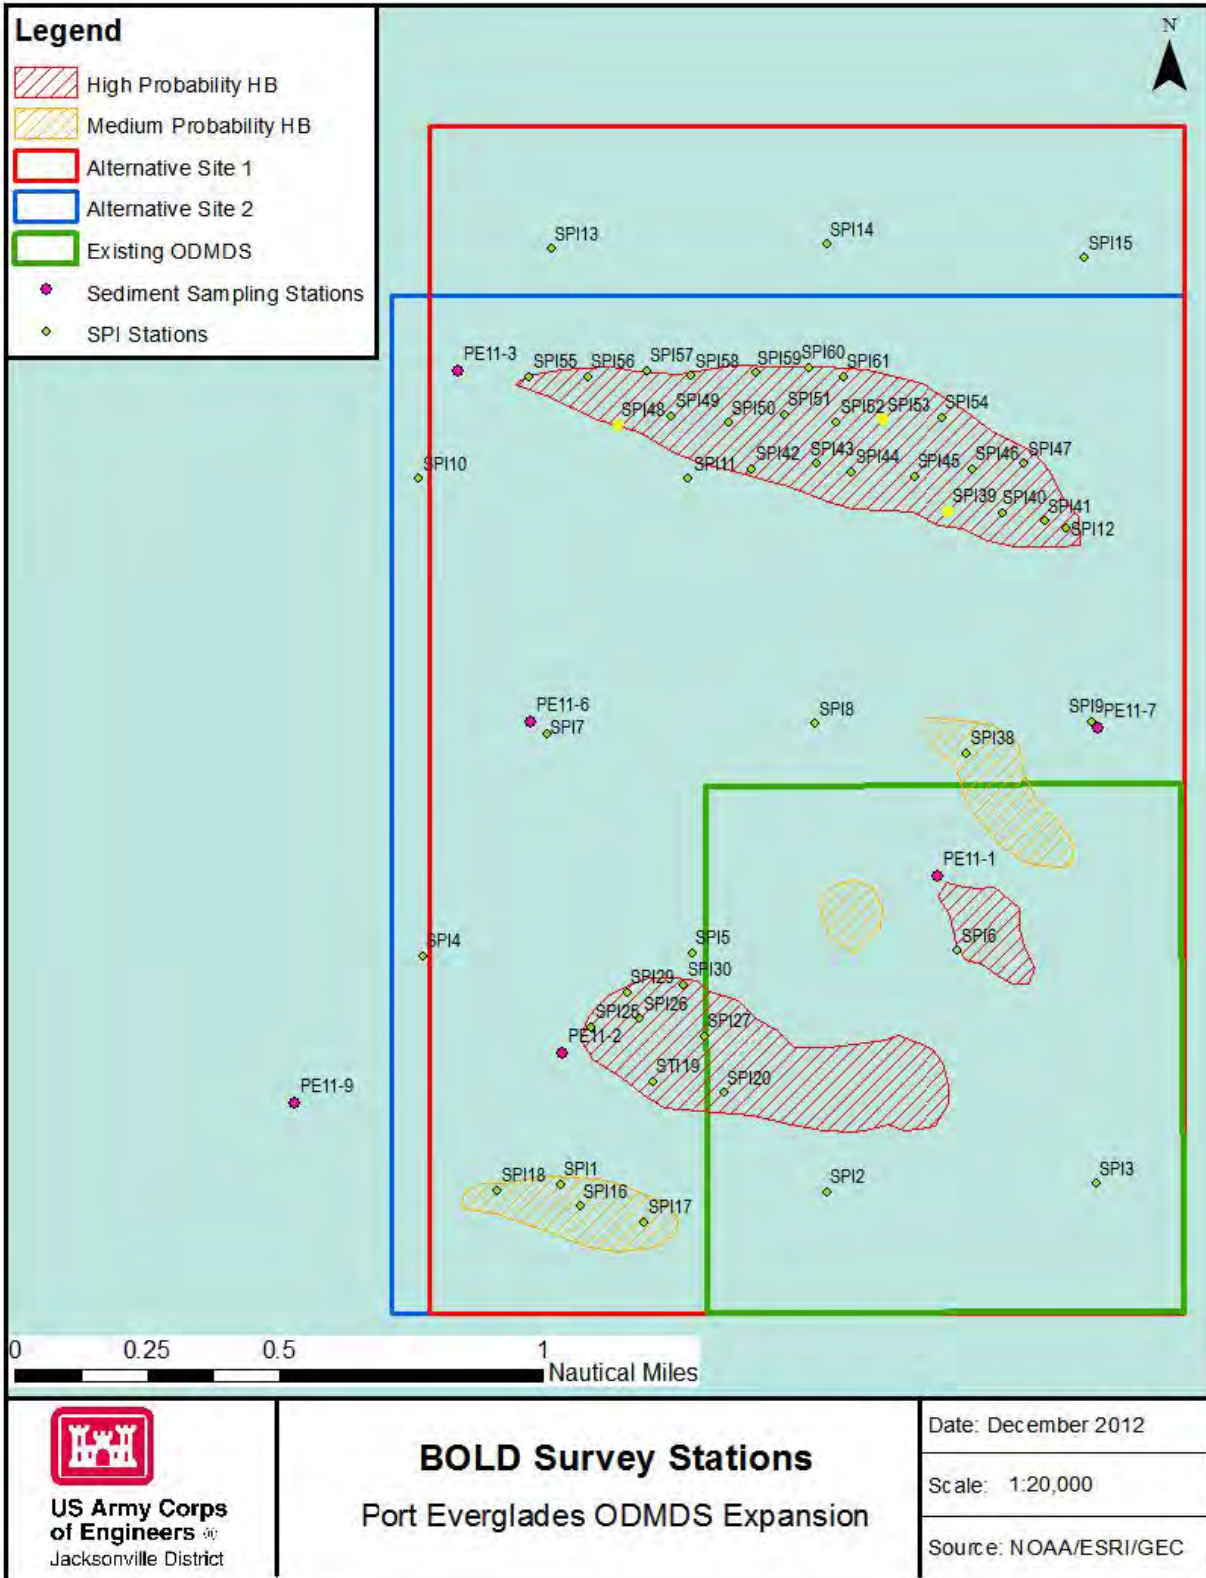 Legend
High Probability HB
Medium Probability HB
Alternative Site 1
Alternative Site 2
Existing ODMDS
Sediment Sampling Stations
SPI Stations
N
SPI13
SPI14
SPI15
PE11-3
SPI55
SPI56
SPI57
SPI58
SPI59
SPI60
SPI61
SPI48
SPI49
SPI50
SPI51
SPI52
SPI53
SPI54
SPI10
SPI11
SPI42
SPI43
SPI44
SPI45
SPI46
SPI47
SPI39
SPI40
SPI41
SPI12
PE11-6
SPI7
SPI8
SPI9
PE11-7
SPI38
PE11-1
SPI6
SPI4
SPI5
SPI30
SPI29
SPI26
SPI25
SPI27
PE11-2
STI19
SPI20
PE11-9
SPI18
SPI1
SPI16
SPI17
SPI2
SPI3
0 0.25 0.5 1
Nautical Miles
US Army Corps
of Engineers
Jacksonville District
BOLD Survey Stations
Port Everglades ODMDS Expansion
Date: December 2012
Scale: 1:20,000
Source: NOAA/ESRI/GEC